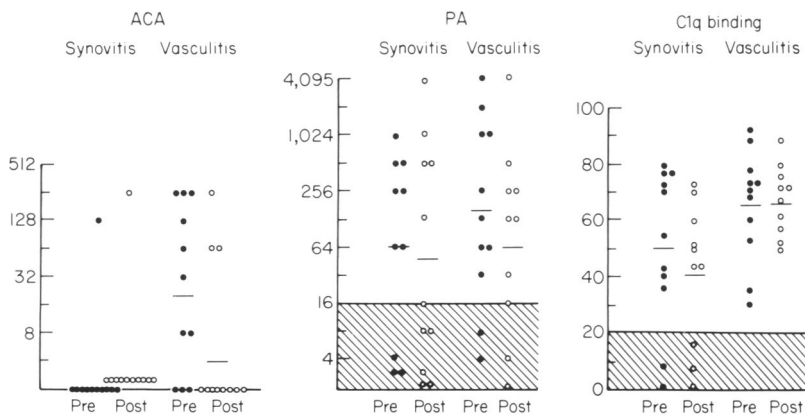 ACA
Synovitis Vasculitis
512
128
32
8
Pre Post Pre Post
PA
Synovitis Vasculitis
4,095
1,024
256
64
16
4
Pre Post Pre Post
C1q binding
Synovitis Vasculitis
100
80
60
40
20
0
Pre Post Pre Post